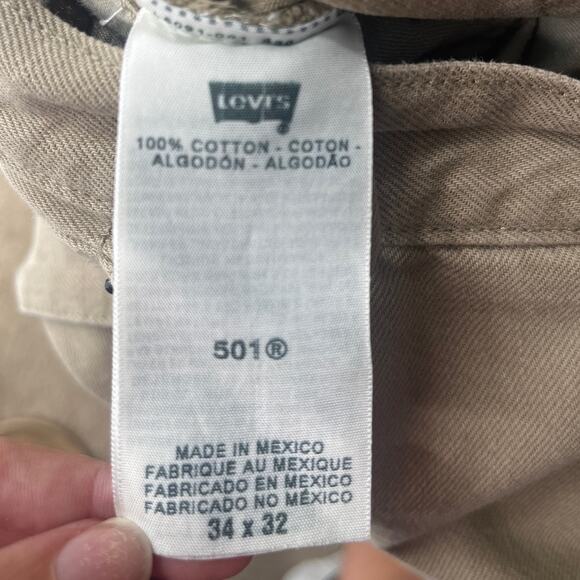 Levi's
100% COTTON - COTON -
ALGODÓN - ALGODÃO
501®
MADE IN MEXICO
FABRIQUE AU MEXIQUE
FABRICADO EN MEXICO
FABRICADO NO MÉXICO
34 x 32